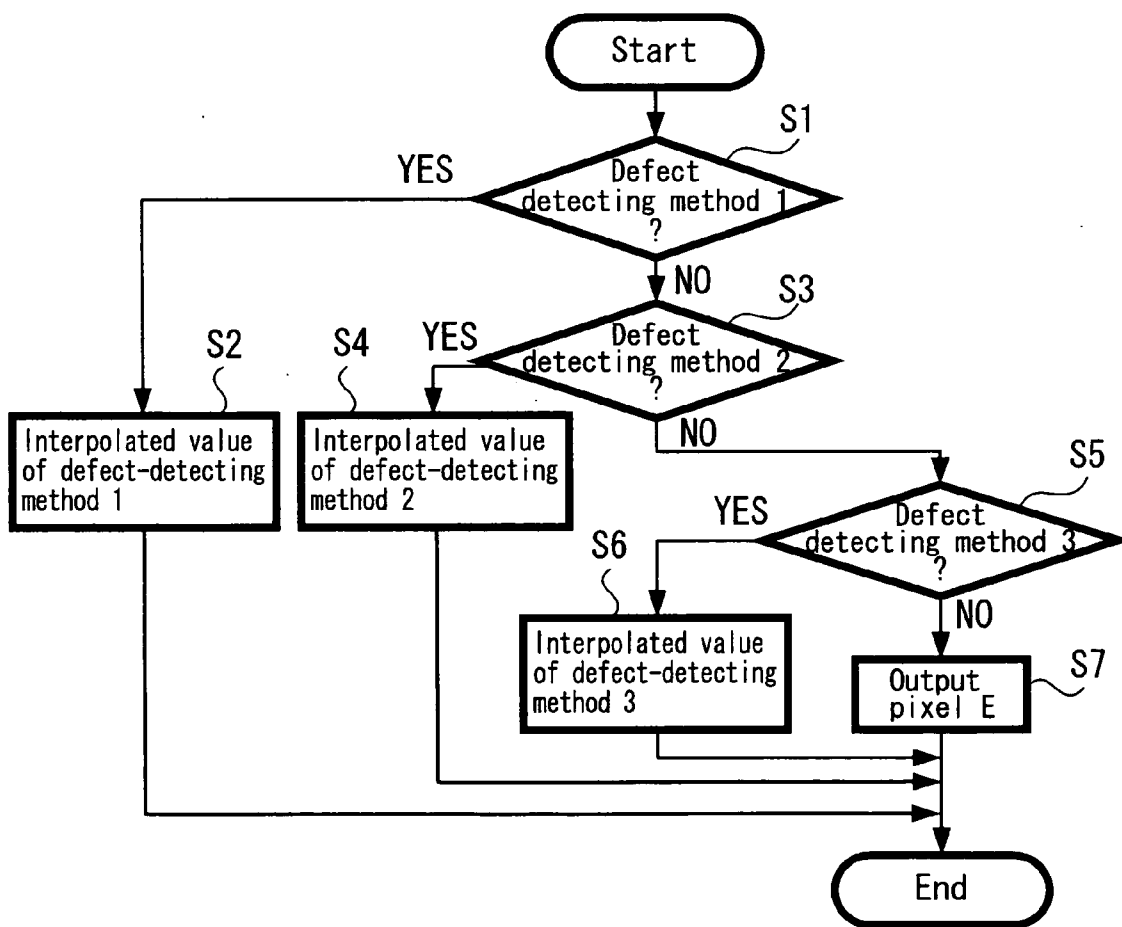 Start
S1
YES
Defect
detecting method 1
?
NO
S3
YES
Defect
detecting method 2
?
NO
S2
Interpolated value
of defect-detecting
method 1
S4
Interpolated value
of defect-detecting
method 2
S5
YES
Defect
detecting method 3
?
NO
S6
Interpolated value
of defect-detecting
method 3
S7
Output
pixel E
End